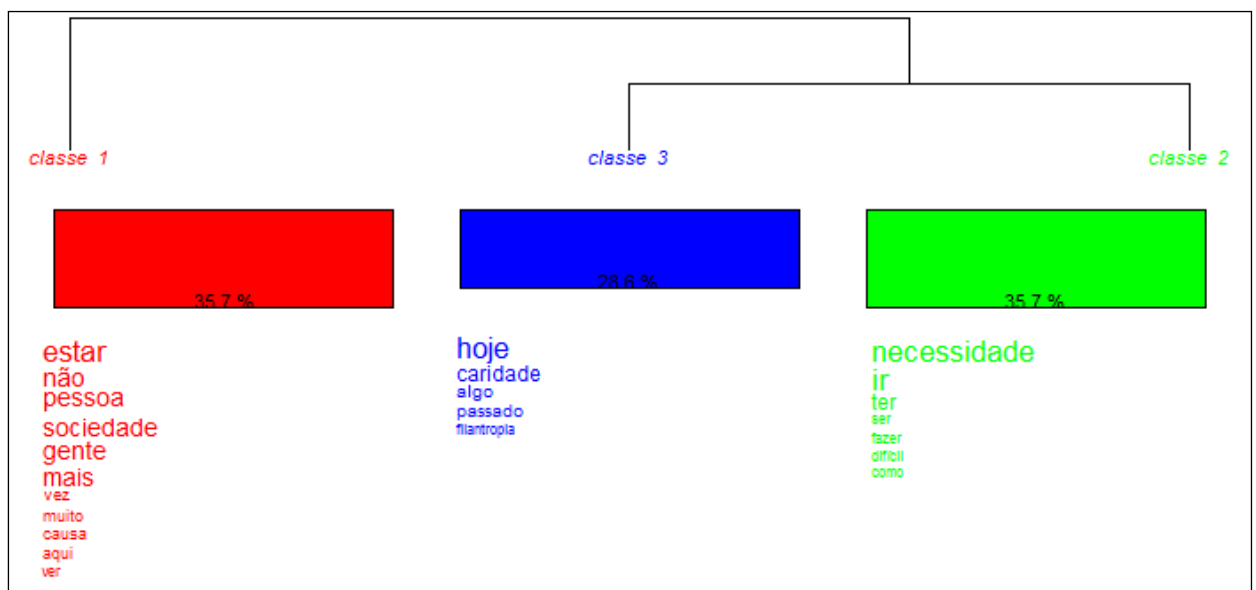 classe 1
classe 3
classe 2
35.7 %
28.6 %
35.7 %
estar
não
pessoa
sociedade
gente
mais
vez
muito
causa
aqui
ver
hoje
caridade
algo
passado
filantropia
necessidade
ir
ter
ser
fazer
difícil
como